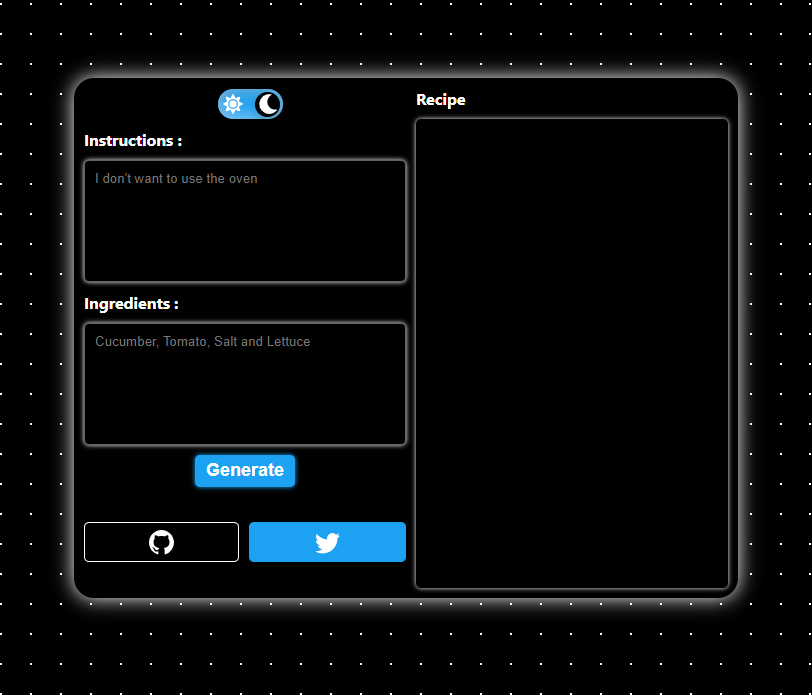 Instructions :
I don't want to use the oven
Ingredients :
Cucumber, Tomato, Salt and Lettuce
Generate
Recipe